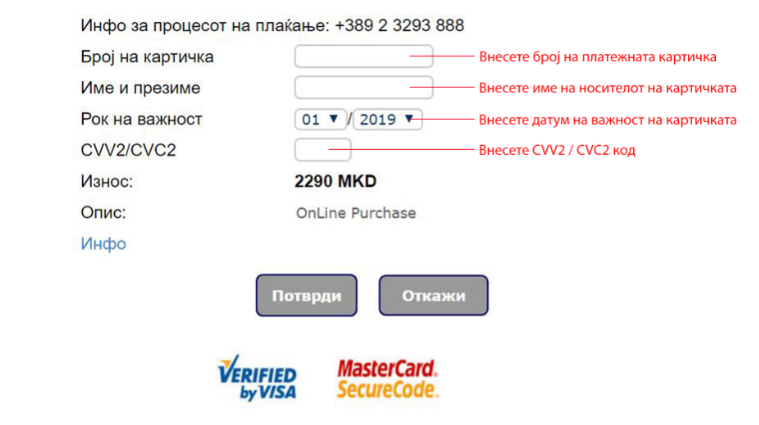 Инфо за процесот на плаќање: +389 2 3293 888
Број на картичка Внесете број на платежната картичка
Име и презиме Внесете име на носителот на картичката
Рок на важност 01 / 2019 Внесете датум на важност на картичката
CVV2/CVC2 Внесете CVV2 / CVC2 код
Износ: 2290 MKD
Опис: OnLine Purchase
Инфо
Потврди Откажи
VERIFIED by VISA
MasterCard. SecureCode.